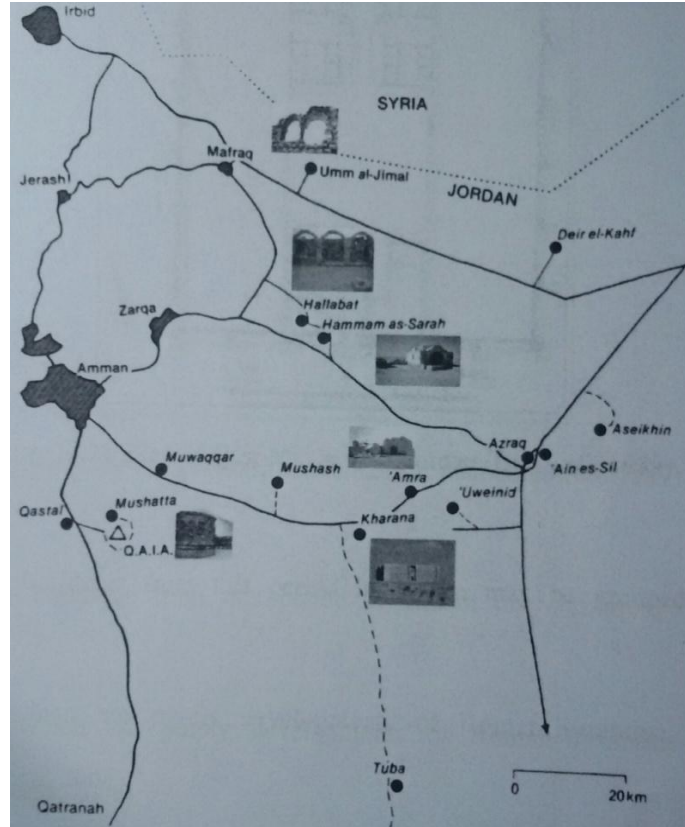 Irbid
SYRIA
Mafraq
Umm al-Jimal
Jerash
JORDAN
Deir el-Kahf
Hallabat
Zarqa
Hammam as-Sarah
Amman
Aseikhin
Azraq
'Ain es-Sil
Muwaqqar
Mushash
'Amra
'Uweinid
Qastal
Mushatta
Kharana
Q.A.I.A.
Tuba
0
20km
Qatranah